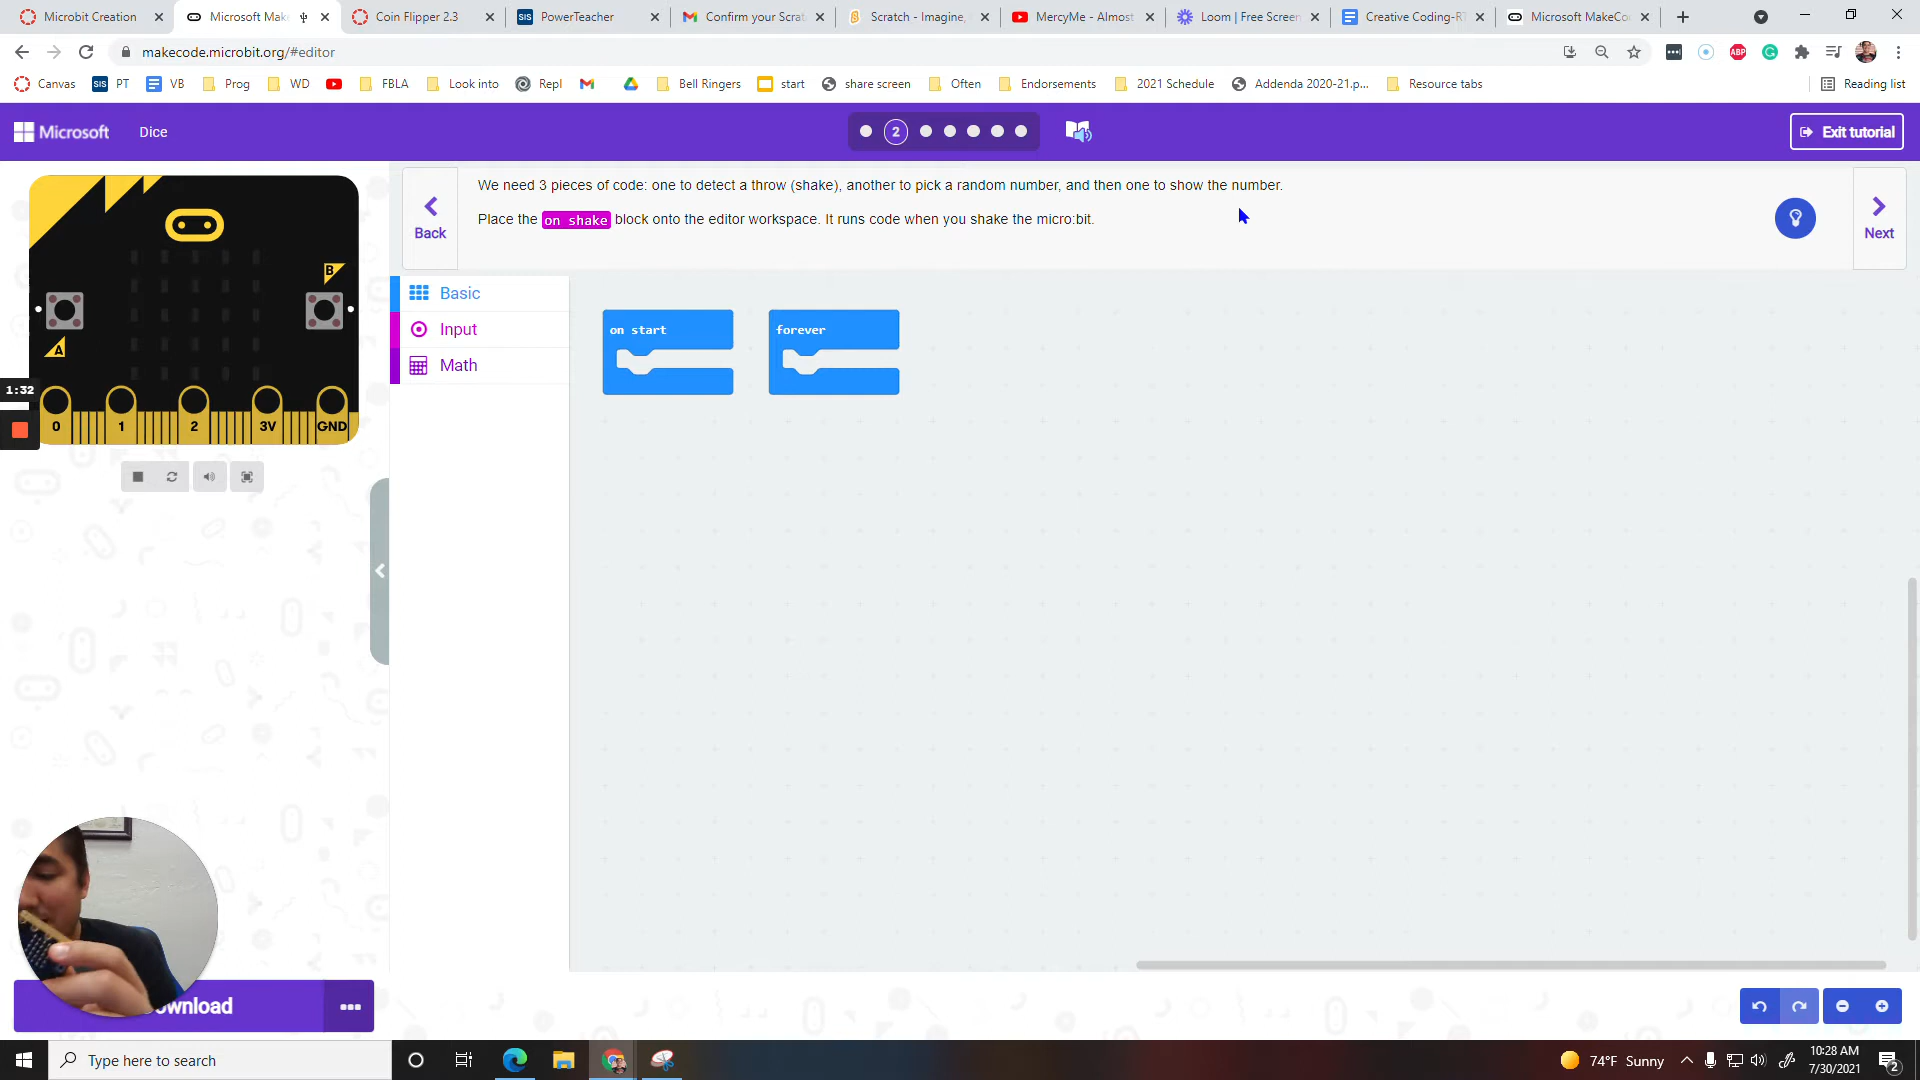 Microbit Creation
Microsoft Make
Coin Flipper 2.3
PowerTeacher
Confirm your Scrat
Scratch - Imagine,
MercyMe - Almost
Loom | Free Screen
Creative Coding-RT
Microsoft MakeCo
makecode.microbit.org/#editor
Canvas
SIS PT
VB
Prog
WD
FBLA
Look into
Repl
Bell Ringers
start
share screen
Often
Endorsements
2021 Schedule
Addenda 2020-21.p...
Resource tabs
Reading list
Microsoft
Dice
2
Exit tutorial
We need 3 pieces of code: one to detect a throw (shake), another to pick a random number, and then one to show the number.
Place the on shake block onto the editor workspace. It runs code when you shake the micro:bit.
Back
Next
Basic
Input
Math
on start
forever
B
A
0 1 2 3V GND
1:32
ownload
Type here to search
74°F Sunny
10:28 AM
7/30/2021
2